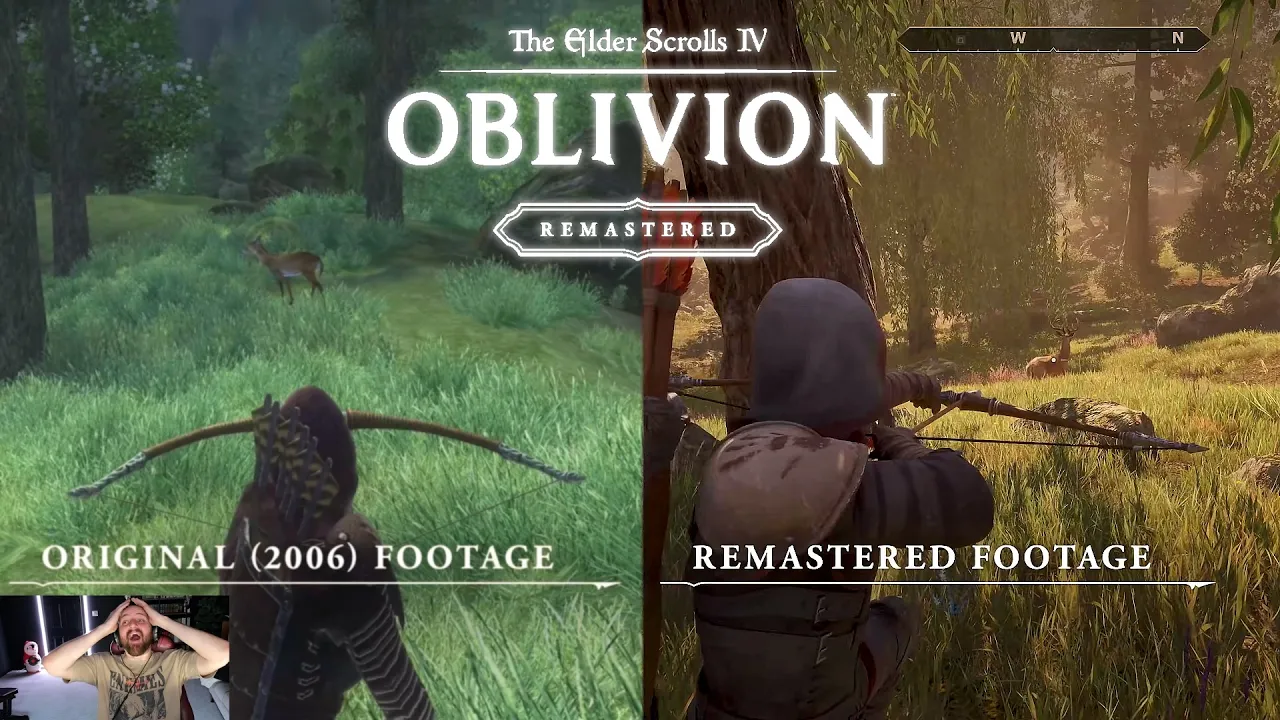 The Elder Scrolls IV
OBLIVION
REMASTERED
W
N
ORIGINAL (2006) FOOTAGE
REMASTERED FOOTAGE